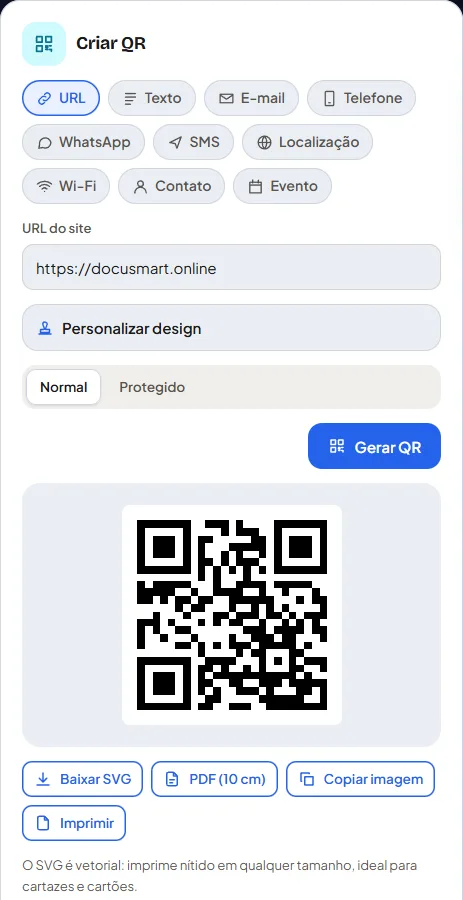 Criar QR
URL
Texto
E-mail
Telefone
WhatsApp
SMS
Localização
Wi-Fi
Contato
Evento
URL do site
https://docusmart.online
Personalizar design
Normal
Protegido
Gerar QR
Baixar SVG
PDF (10 cm)
Copiar imagem
Imprimir
O SVG é vetorial: imprime nítido em qualquer tamanho, ideal para
cartazes e cartões.